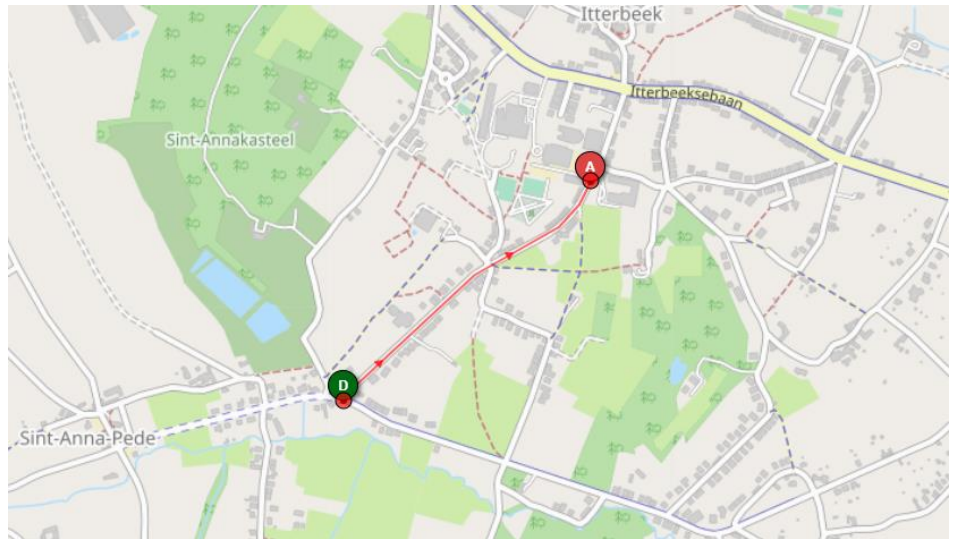 Itterbeek
Itterbeeksebaan
Sint-Annakasteel
A
D
Sint-Anna-Pede